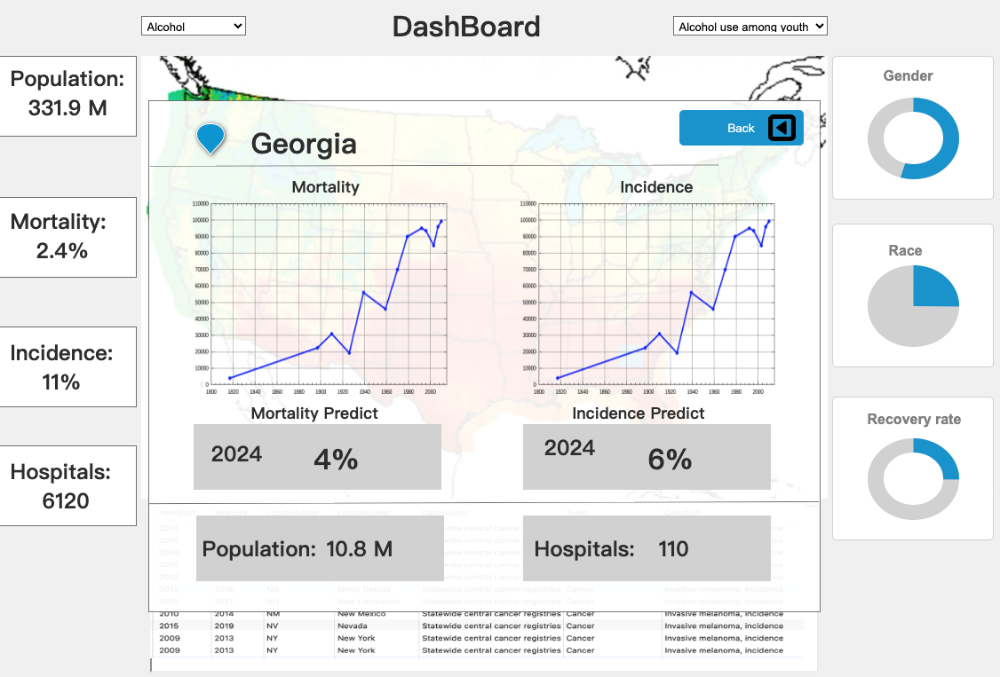 Alcohol
DashBoard
Alcohol use among youth
Population:
331.9 M
Mortality:
2.4%
Incidence:
11%
Hospitals:
6120
Georgia
Back
Mortality
110000
100000
90000
80000
70000
60000
50000
40000
30000
20000
10000
0
1800 1820 1840 1860 1880 1900 1920 1940 1960 1980 2000
Incidence
110000
100000
90000
80000
70000
60000
50000
40000
30000
20000
10000
0
1800 1820 1840 1860 1880 1900 1920 1940 1960 1980 2000
Mortality Predict
2024 4%
Incidence Predict
2024 6%
YearStart YearEnd LocationAbbr LocationDesc DataSource Topic Question
Population: 10.8 M
Hospitals: 110
2012 2016 ND North Dakota Statewide central cancer registries Cancer Invasive melanoma, incidence
2013 2017 NH New Hampshire Statewide central cancer registries Cancer Invasive melanoma, incidence
2010 2014 NM New Mexico Statewide central cancer registries Cancer Invasive melanoma, incidence
2015 2019 NV Nevada Statewide central cancer registries Cancer Invasive melanoma, incidence
2009 2013 NY New York Statewide central cancer registries Cancer Invasive melanoma, incidence
2009 2013 NY New York Statewide central cancer registries Cancer Invasive melanoma, incidence
Gender
Race
Recovery rate